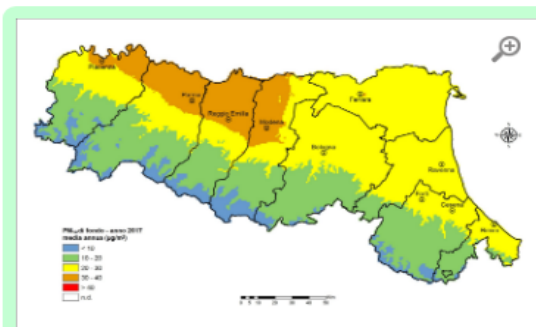 Piacenza
Parma
Reggio Emilia
Modena
Ferrara
Bologna
Ravenna
Forlì
Cesena
Rimini
PM₁₀ di fondo - anno 2017
media annua (µg/m³)
< 10
10 - 20
20 - 30
30 - 40
> 40
n.d.